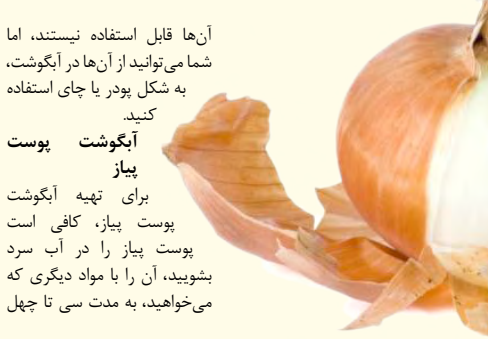 آن‌ها قابل استفاده نیستند، اما
شما می‌توانید از آن‌ها در آبگوشت،
به شکل پودر یا چای استفاده
کنید.
آبگوشت پوست
پیاز
برای تهیه آبگوشت
پوست پیاز، کافی است
پوست پیاز را در آب سرد
بشویید، آن را با مواد دیگری که
می‌خواهید، به مدت سی تا چهل